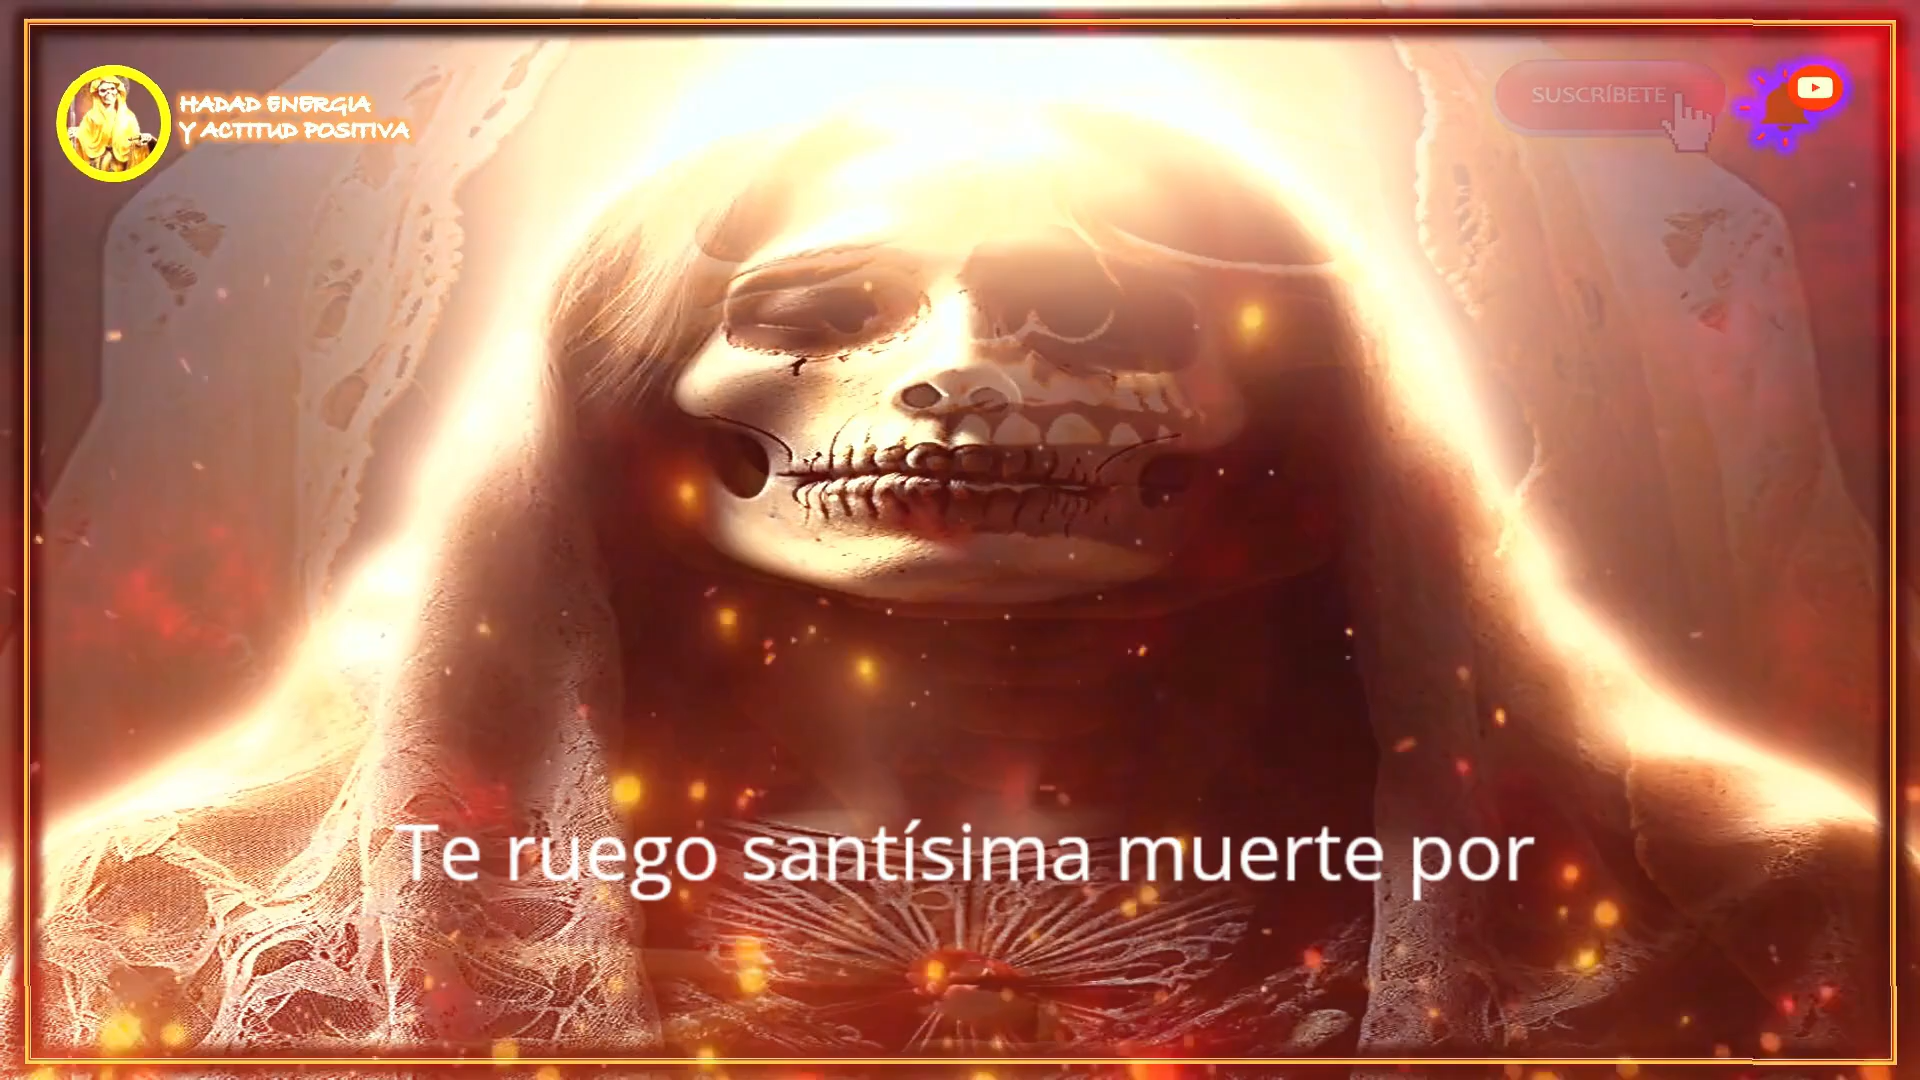 HADAD ENERGIA
Y ACTITUD POSITIVA
SUSCRÍBETE
Te ruego santísima muerte por